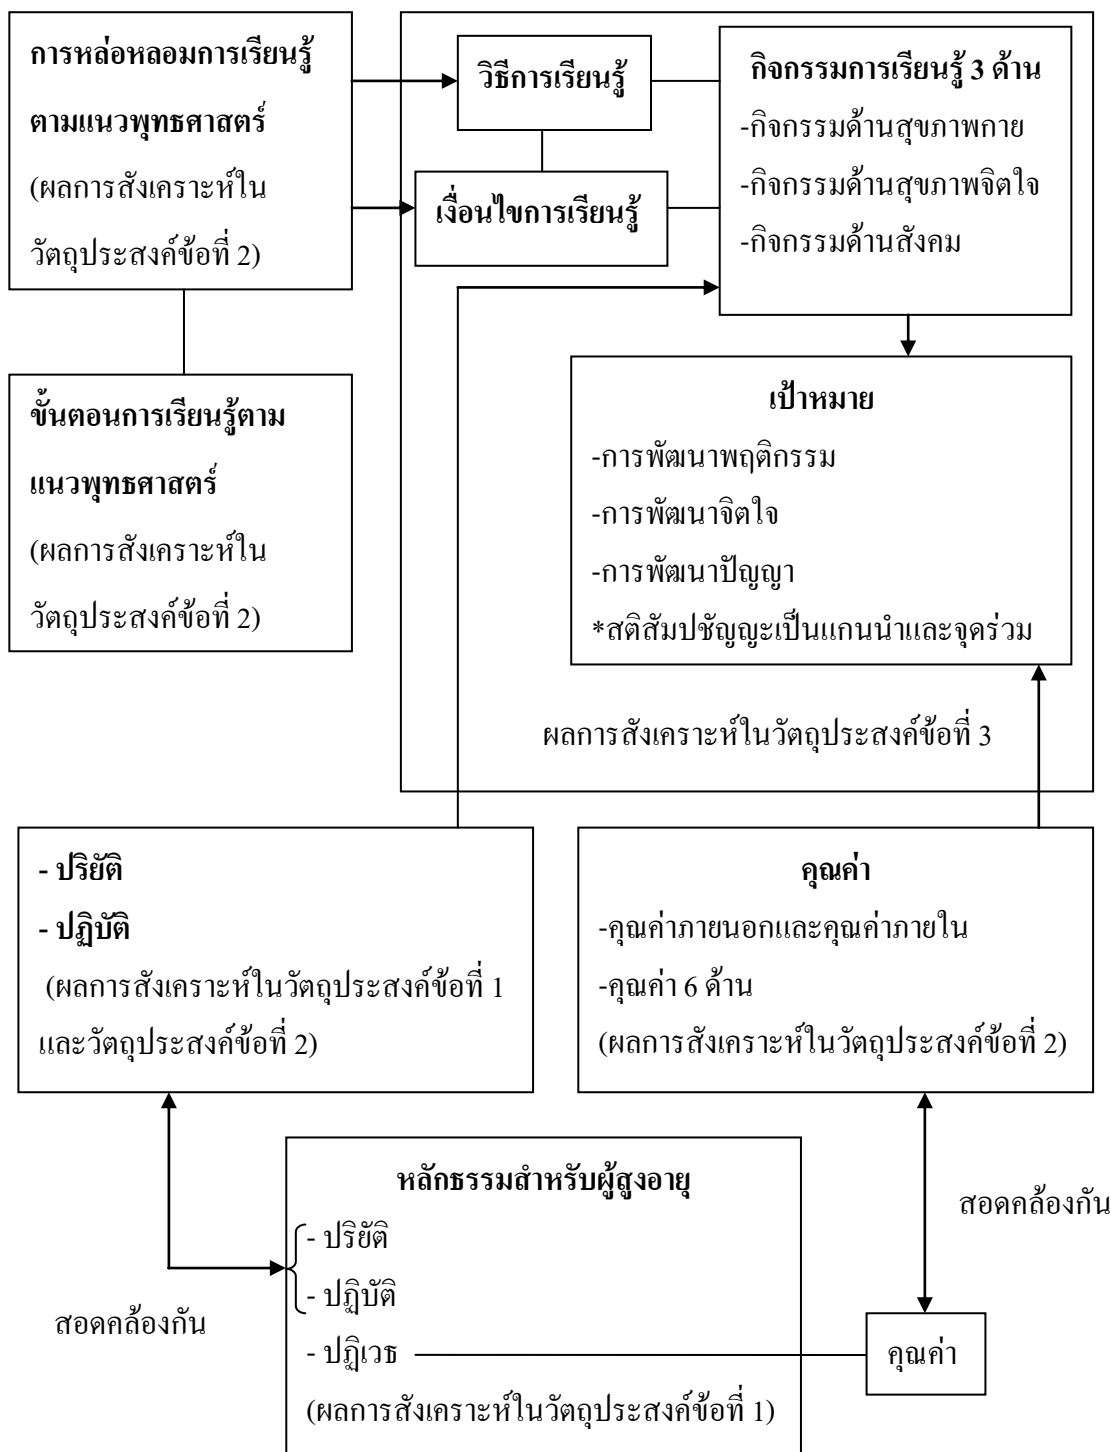 การหล่อหลอมการเรียนรู้
ตามแนวพุทธศาสตร์
(ผลการสังเคราะห์ใน
วัตถุประสงค์ข้อที่ 2)
วิธีการเรียนรู้
เงื่อนไขการเรียนรู้
กิจกรรมการเรียนรู้ 3 ด้าน
-กิจกรรมด้านสุขภาพกาย
-กิจกรรมด้านสุขภาพจิตใจ
-กิจกรรมด้านสังคม
ขั้นตอนการเรียนรู้ตาม
แนวพุทธศาสตร์
(ผลการสังเคราะห์ใน
วัตถุประสงค์ข้อที่ 2)
เป้าหมาย
-การพัฒนาพฤติกรรม
-การพัฒนาจิตใจ
-การพัฒนาปัญญา
*สติสัมปชัญญะเป็นแกนนำและจุดร่วม
ผลการสังเคราะห์ในวัตถุประสงค์ข้อที่ 3
- ปริยัติ
- ปฏิบัติ
(ผลการสังเคราะห์ในวัตถุประสงค์ข้อที่ 1
และวัตถุประสงค์ข้อที่ 2)
คุณค่า
-คุณค่าภายนอกและคุณค่าภายใน
-คุณค่า 6 ด้าน
(ผลการสังเคราะห์ในวัตถุประสงค์ข้อที่ 2)
หลักธรรมสำหรับผู้สูงอายุ
- ปริยัติ
- ปฏิบัติ
- ปฏิเวธ
(ผลการสังเคราะห์ในวัตถุประสงค์ข้อที่ 1)
สอดคล้องกัน
สอดคล้องกัน
คุณค่า